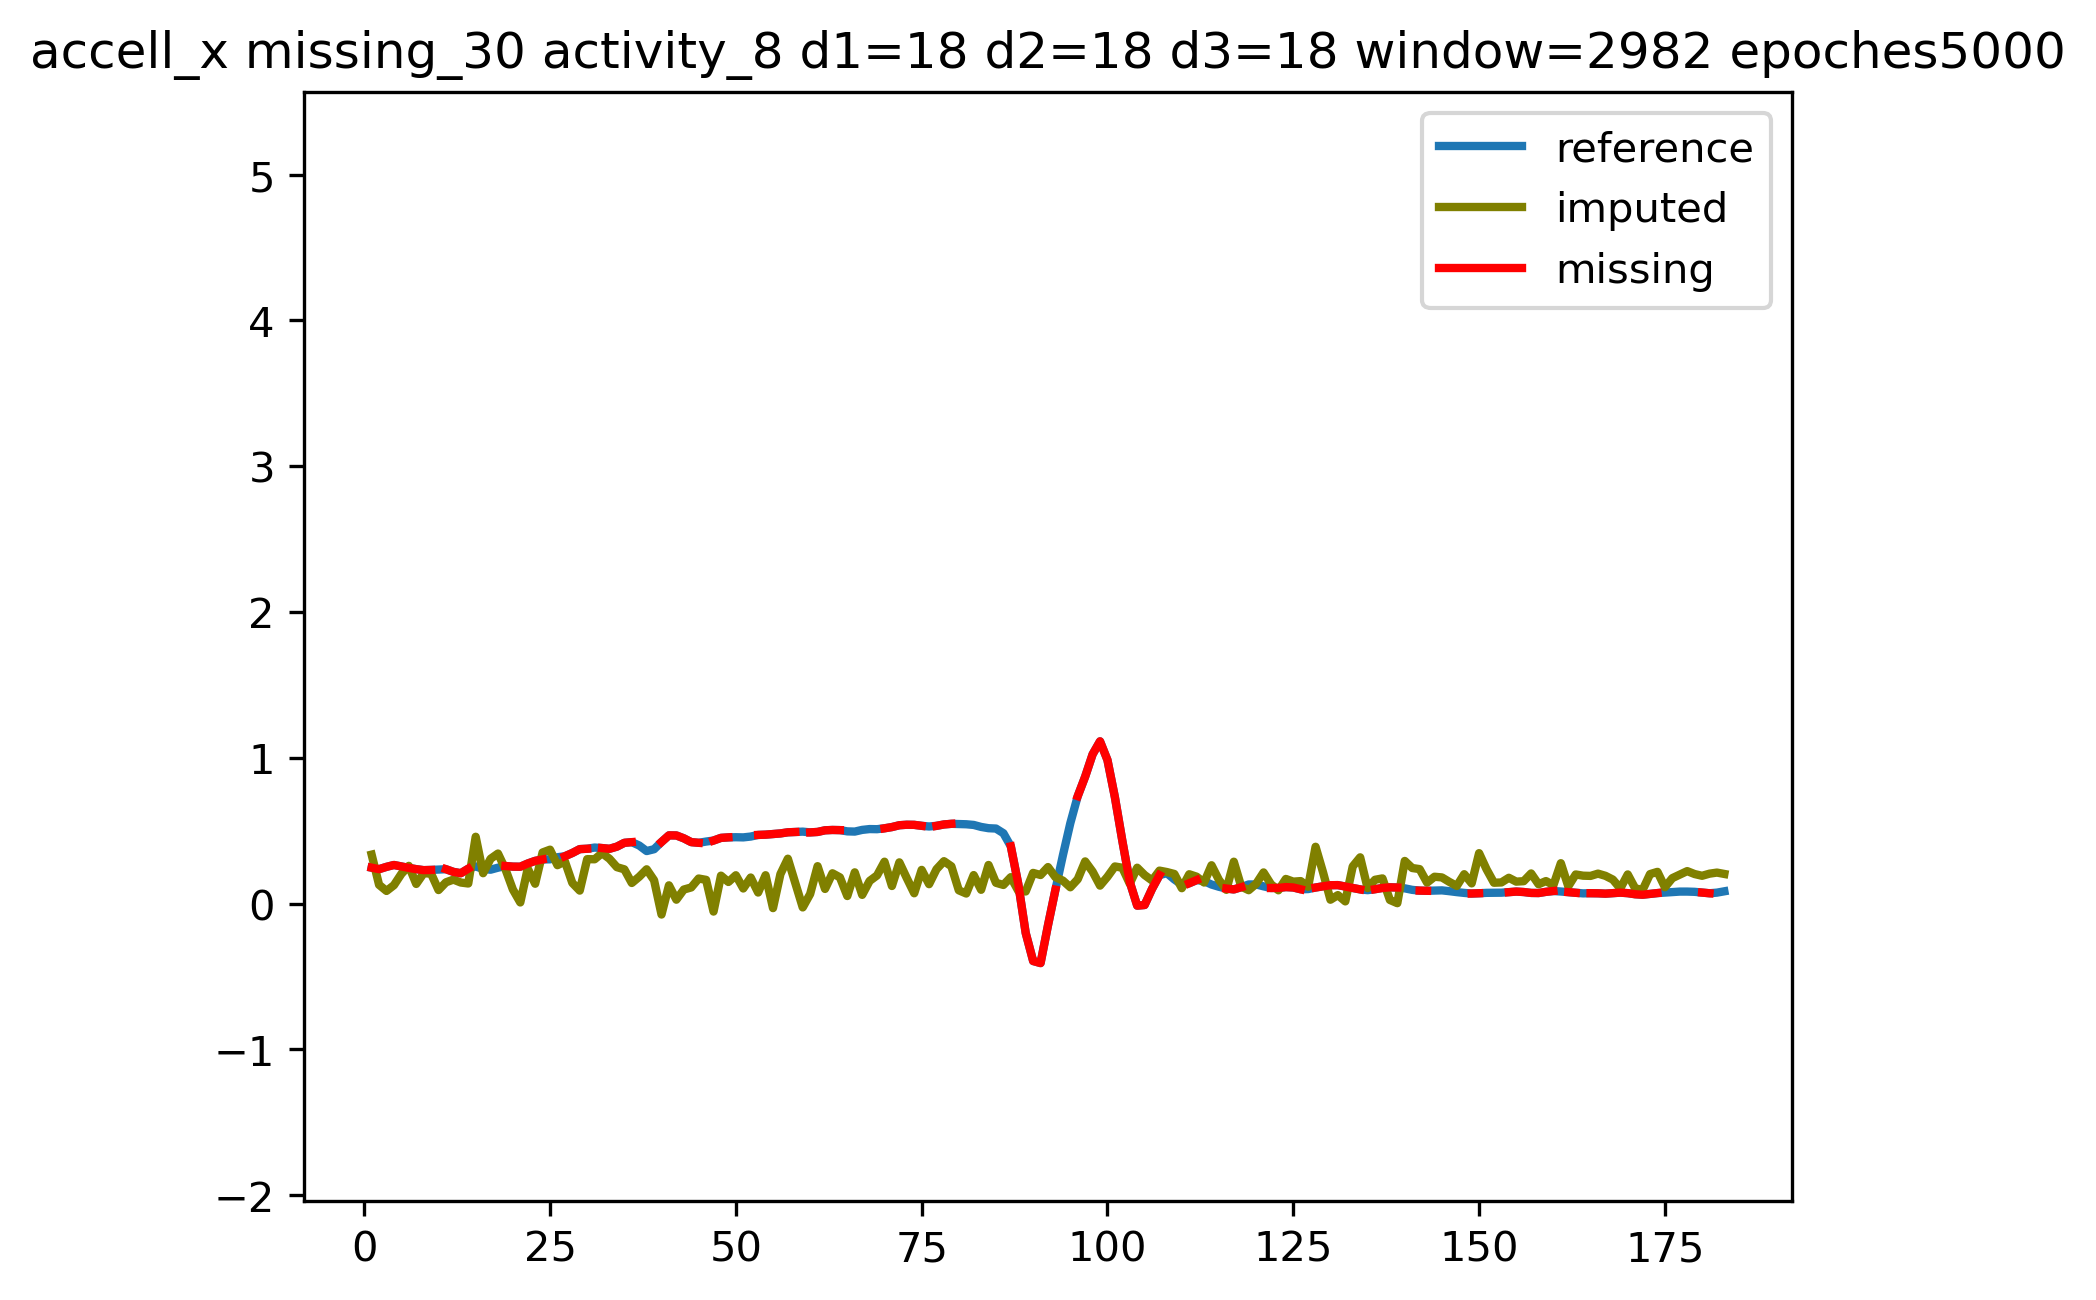 accell_x missing_30 activity_8 d1=18 d2=18 d3=18 window=2982 epoches5000
reference
imputed
missing
5
4
3
2
1
0
−1
−2
0 25 50 75 100 125 150 175